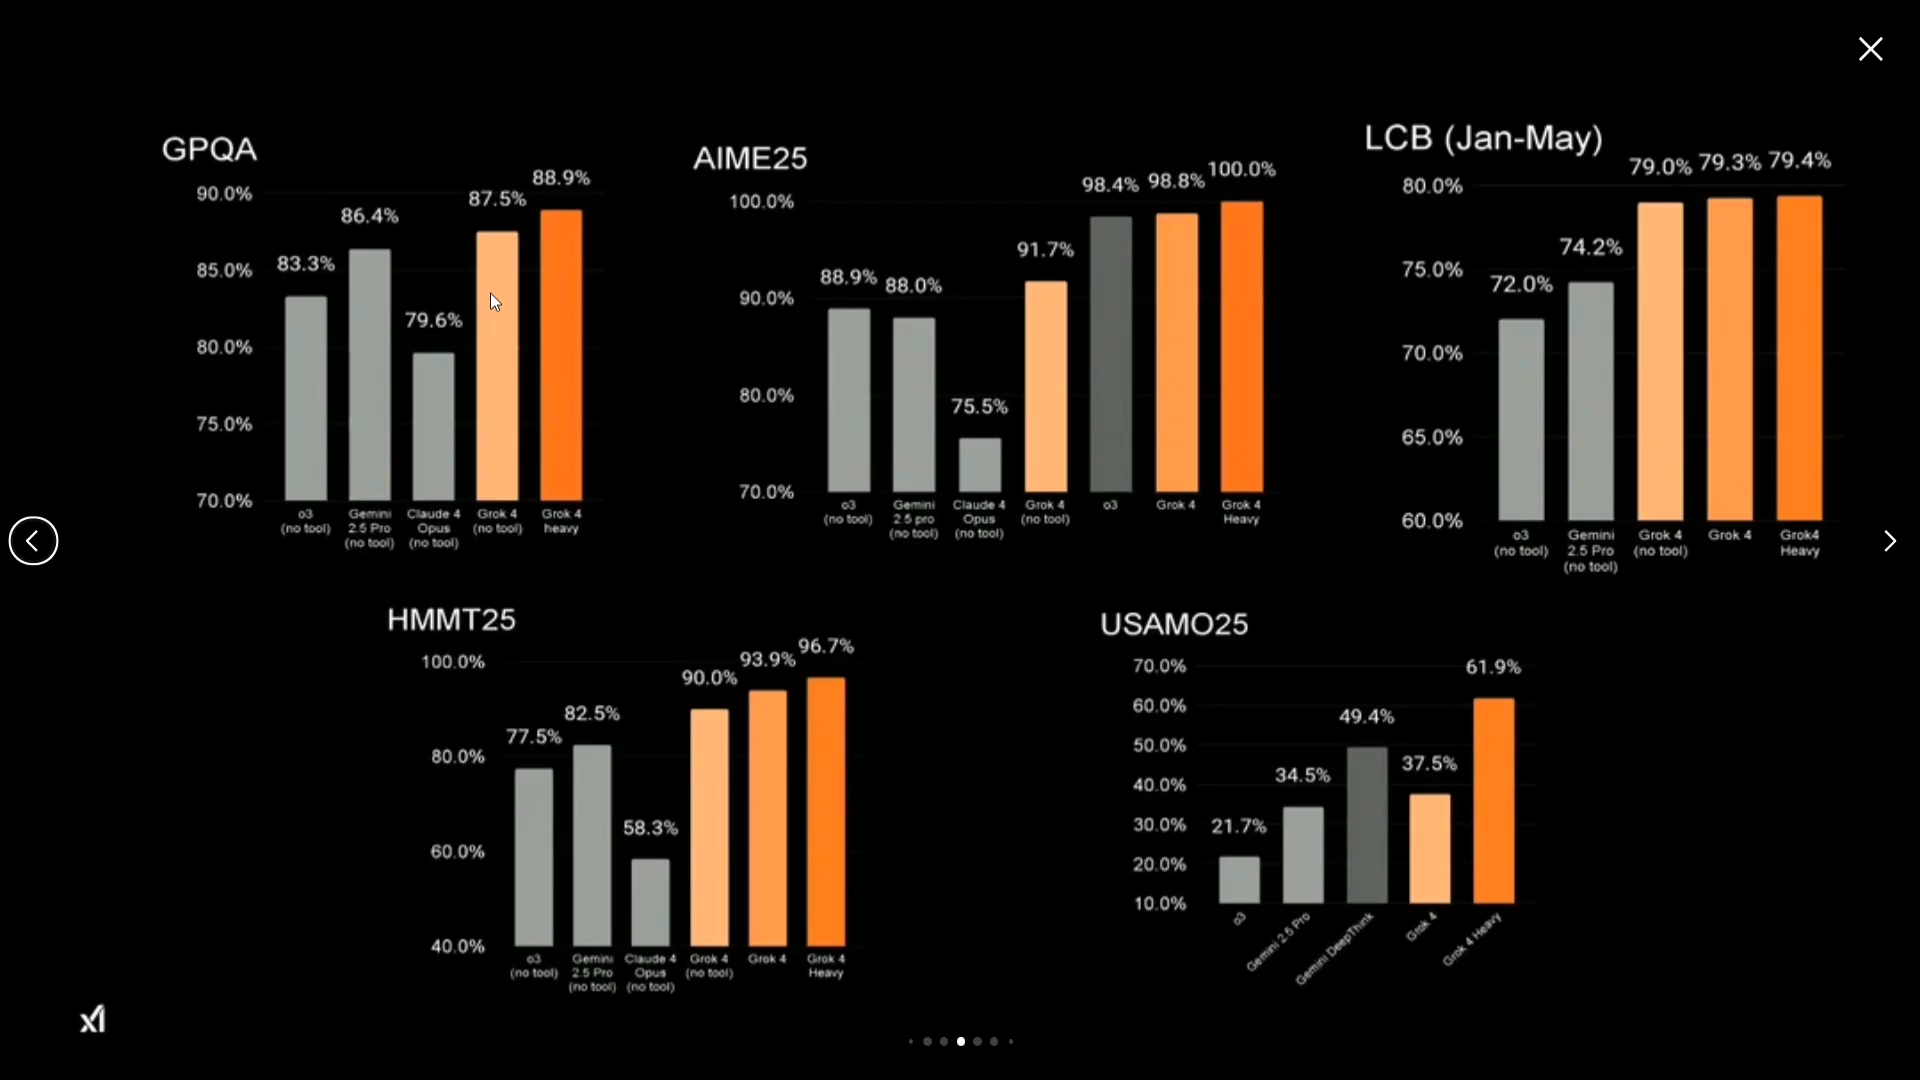 GPQA
90.0%
85.0%
80.0%
75.0%
70.0%
83.3%
86.4%
79.6%
87.5%
88.9%
o3
(no tool)
Gemini
2.5 Pro
(no tool)
Claude 4
Opus
(no tool)
Grok 4
(no tool)
Grok 4
heavy
AIME25
100.0%
90.0%
80.0%
70.0%
88.9%
88.0%
75.5%
91.7%
98.4%
98.8%
100.0%
o3
(no tool)
Gemini
2.5 pro
(no tool)
Claude 4
Opus
(no tool)
Grok 4
(no tool)
o3
Grok 4
Grok 4
Heavy
LCB (Jan-May)
80.0%
75.0%
70.0%
65.0%
60.0%
72.0%
74.2%
79.0%
79.3%
79.4%
o3
(no tool)
Gemini
2.5 Pro
(no tool)
Grok 4
(no tool)
Grok 4
Grok4
Heavy
HMMT25
100.0%
80.0%
60.0%
40.0%
77.5%
82.5%
58.3%
90.0%
93.9%
96.7%
o3
(no tool)
Gemini
2.5 Pro
(no tool)
Claude 4
Opus
(no tool)
Grok 4
(no tool)
Grok 4
Grok 4
Heavy
USAMO25
70.0%
60.0%
50.0%
40.0%
30.0%
20.0%
10.0%
21.7%
34.5%
49.4%
37.5%
61.9%
o3
Gemini 2.5 Pro
Gemini DeepThink
Grok 4
Grok 4 Heavy
xI